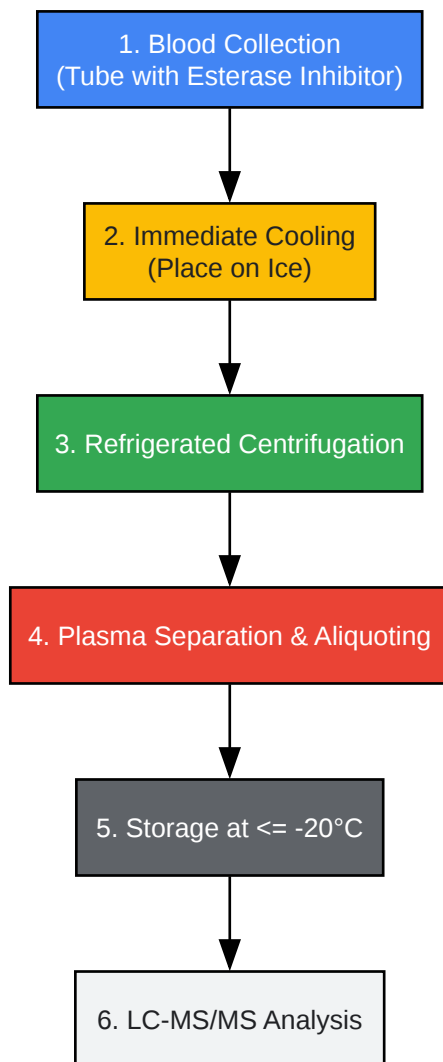 1. Blood Collection
(Tube with Esterase Inhibitor)
2. Immediate Cooling
(Place on Ice)
3. Refrigerated Centrifugation
4. Plasma Separation & Aliquoting
5. Storage at <= -20°C
6. LC-MS/MS Analysis